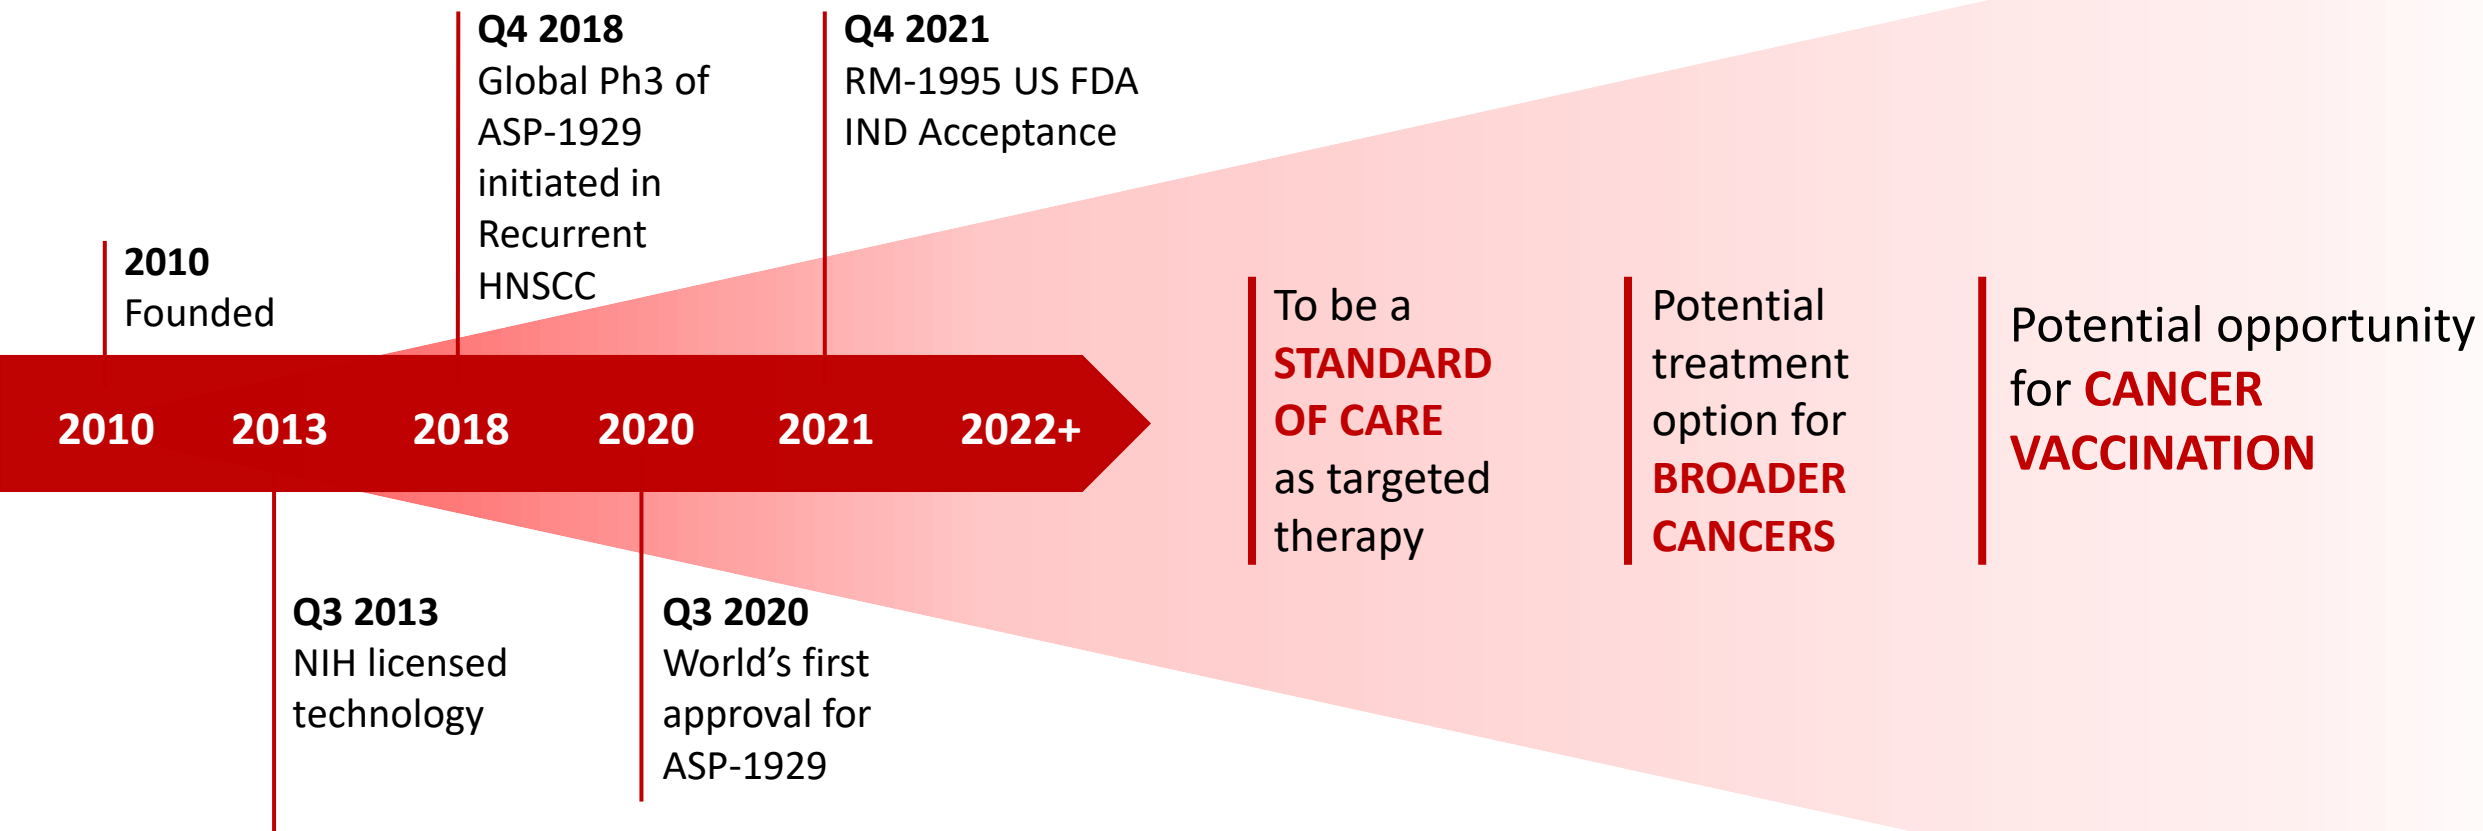 Q4 2018
Global Ph3 of
ASP-1929
initiated in
Recurrent
HNSCC
Q4 2021
RM-1995 US FDA
IND Acceptance
2010
Founded
2010
2013
2018
2020
2021
2022+
Q3 2013
NIH licensed
technology
Q3 2020
World’s first
approval for
ASP-1929
To be a
STANDARD
OF CARE
as targeted
therapy
Potential
treatment
option for
BROADER
CANCERS
Potential opportunity
for CANCER
VACCINATION